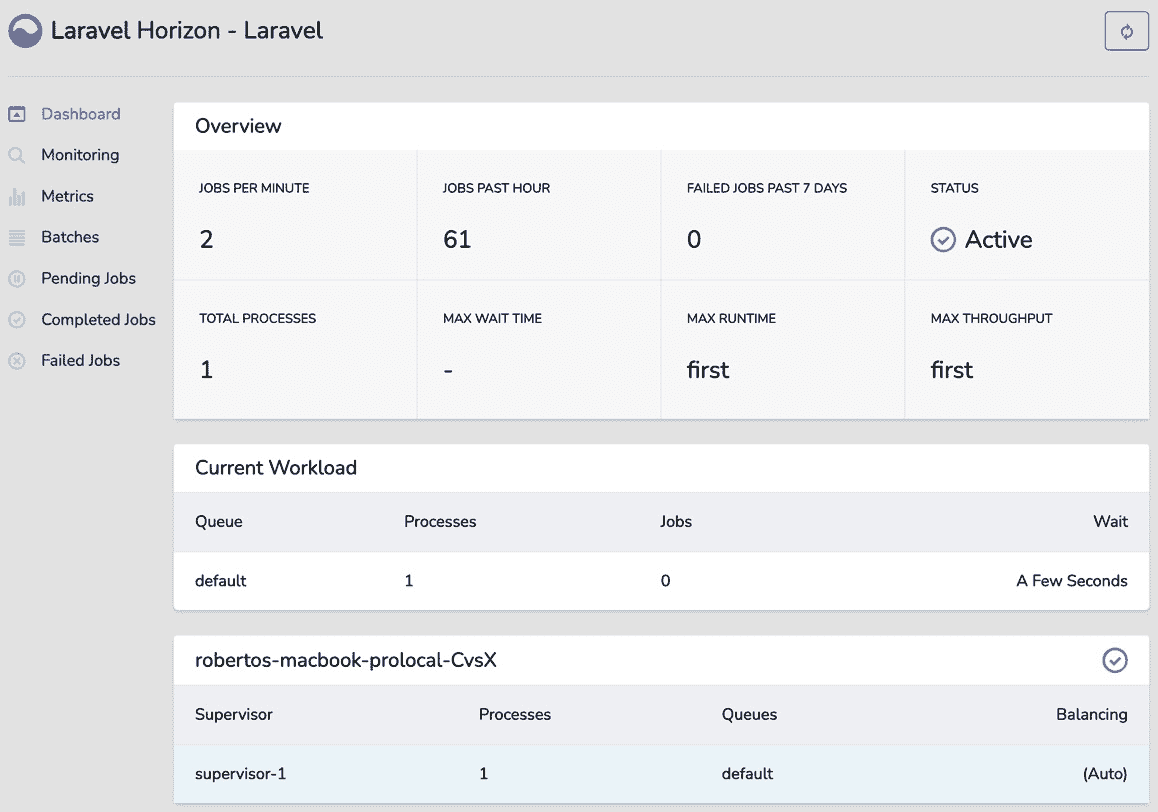 Laravel Horizon - Laravel
Dashboard
Monitoring
Metrics
Batches
Pending Jobs
Completed Jobs
Failed Jobs
Overview
JOBS PER MINUTE JOBS PAST HOUR FAILED JOBS PAST 7 DAYS STATUS
2 61 0 Active
TOTAL PROCESSES MAX WAIT TIME MAX RUNTIME MAX THROUGHPUT
1 - first first
Current Workload
Queue Processes Jobs Wait
default 1 0 A Few Seconds
robertos-macbook-prolocal-CvsX
Supervisor Processes Queues Balancing
supervisor-1 1 default (Auto)